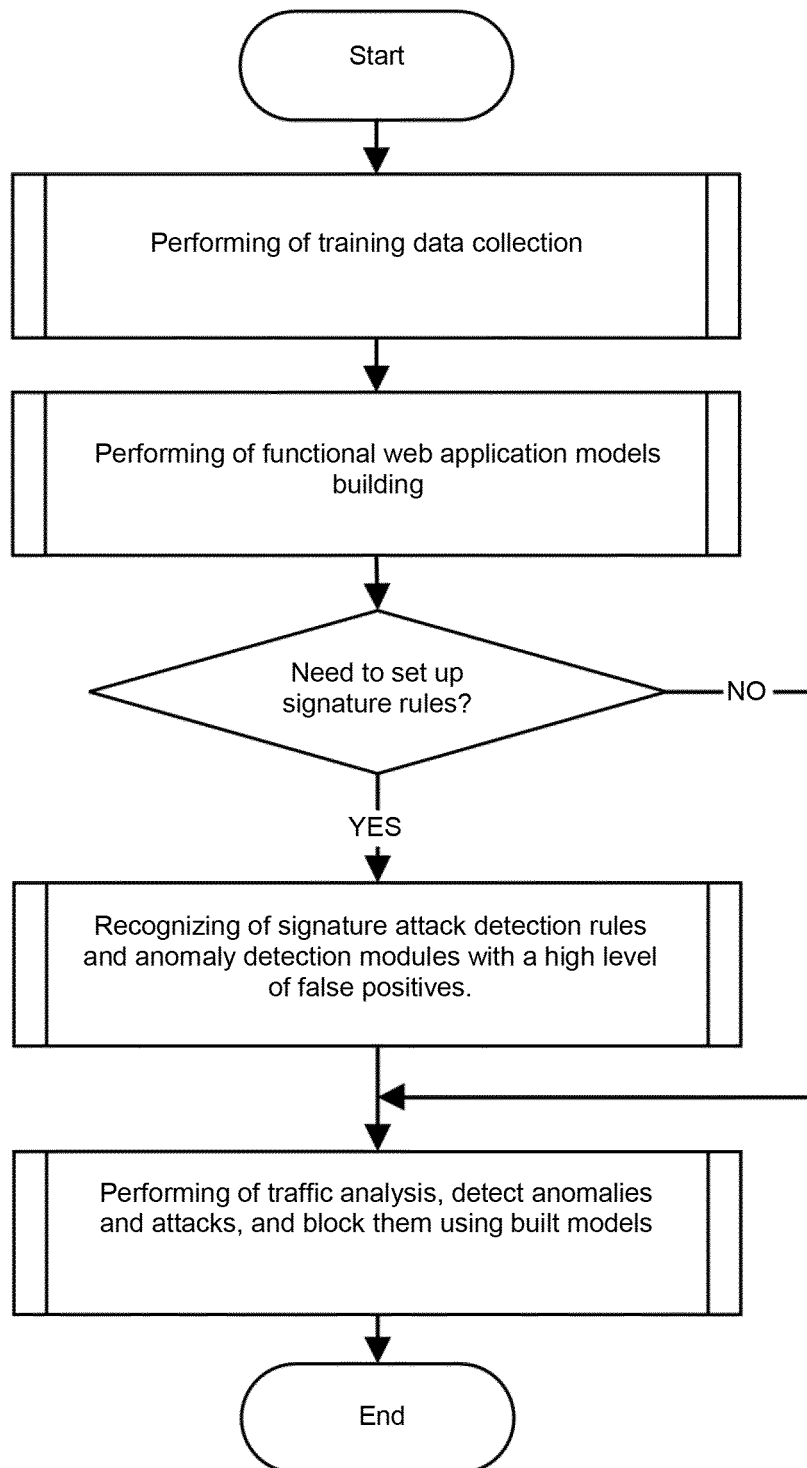 Start
Performing of training data collection
Performing of functional web application models
building
Need to set up
signature rules?
NO
YES
Recognizing of signature attack detection rules
and anomaly detection modules with a high level
of false positives.
Performing of traffic analysis, detect anomalies
and attacks, and block them using built models
End